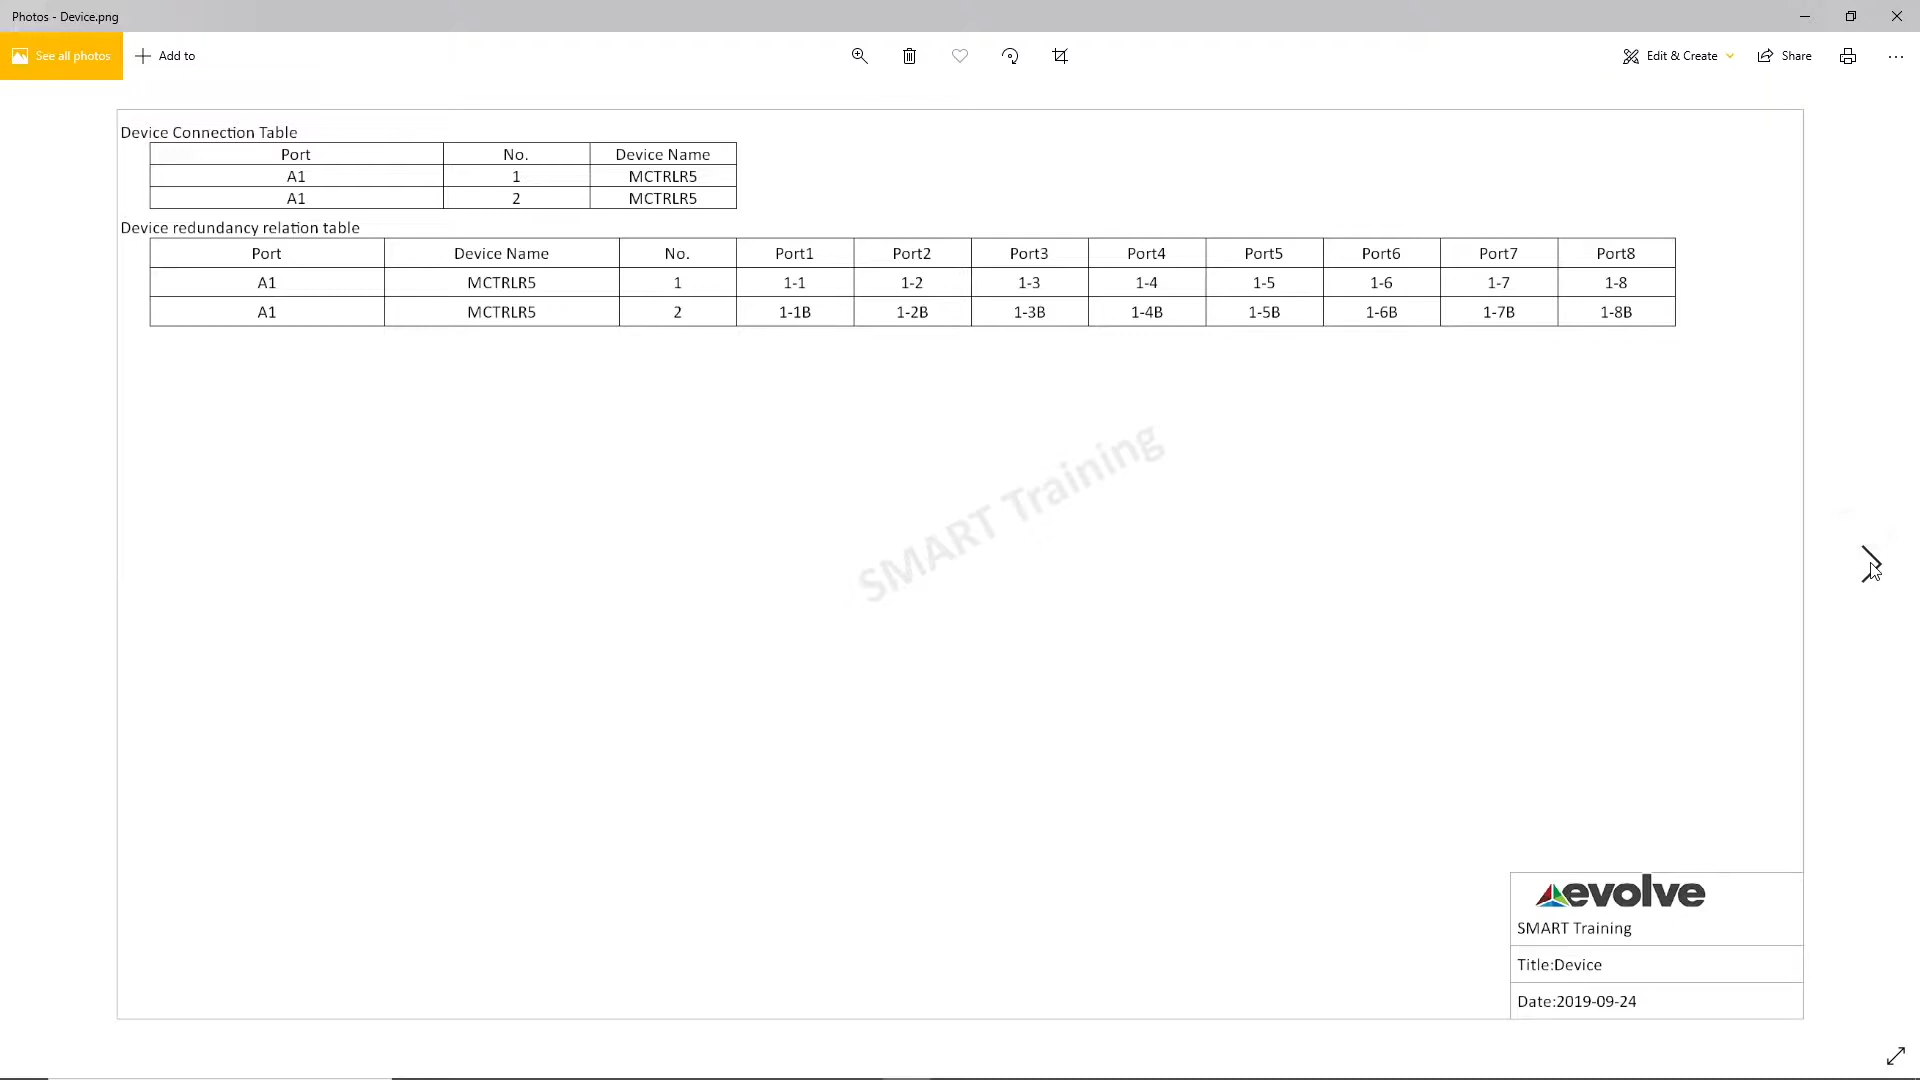 Photos - Device.png
See all photos
Add to
Edit & Create
Share
Device Connection Table
Port No. Device Name
A1 1 MCTRLR5
A1 2 MCTRLR5
Device redundancy relation table
Port Device Name No. Port1 Port2 Port3 Port4 Port5 Port6 Port7 Port8
A1 MCTRLR5 1 1-1 1-2 1-3 1-4 1-5 1-6 1-7 1-8
A1 MCTRLR5 2 1-1B 1-2B 1-3B 1-4B 1-5B 1-6B 1-7B 1-8B
SMART Training
evolve
SMART Training
Title:Device
Date:2019-09-24